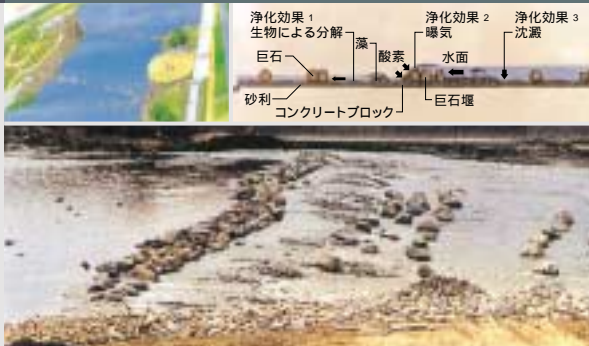 浄化効果 1
生物による分解
浄化効果 2
曝気
浄化効果 3
沈澱
藻
酸素
水面
巨石
砂利
コンクリートブロック
巨石堰